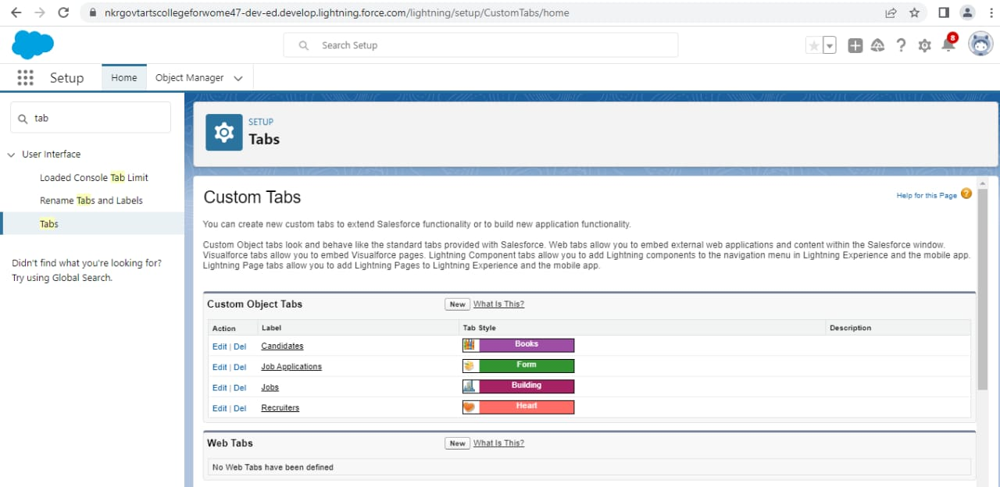 nkrgovtartscollegeforwome47-dev-ed.develop.lightning.force.com/lightning/setup/CustomTabs/home
Search Setup
8
Setup
Home
Object Manager
tab
User Interface
Loaded Console Tab Limit
Rename Tabs and Labels
Tabs
Didn't find what you're looking for?
Try using Global Search.
SETUP
Tabs
Custom Tabs
Help for this Page ?
You can create new custom tabs to extend Salesforce functionality or to build new application functionality.
Custom Object tabs look and behave like the standard tabs provided with Salesforce. Web tabs allow you to embed external web applications and content within the Salesforce window.
Visualforce tabs allow you to embed Visualforce pages. Lightning Component tabs allow you to add Lightning components to the navigation menu in Lightning Experience and the mobile app.
Lightning Page tabs allow you to add Lightning Pages to Lightning Experience and the mobile app.
Custom Object Tabs New What Is This?
Action Label Tab Style Description
Edit | Del Candidates Books
Edit | Del Job Applications Form
Edit | Del Jobs Building
Edit | Del Recruiters Heart
Web Tabs New What Is This?
No Web Tabs have been defined